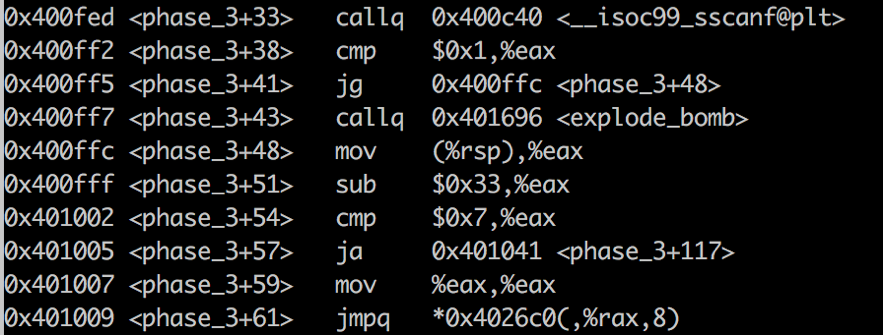 0x400fed <phase_3+33> callq 0x400c40 <__isoc99_sscanf@plt>
0x400ff2 <phase_3+38> cmp $0x1,%eax
0x400ff5 <phase_3+41> jg 0x400ffc <phase_3+48>
0x400ff7 <phase_3+43> callq 0x401696 <explode_bomb>
0x400ffc <phase_3+48> mov (%rsp),%eax
0x400fff <phase_3+51> sub $0x33,%eax
0x401002 <phase_3+54> cmp $0x7,%eax
0x401005 <phase_3+57> ja 0x401041 <phase_3+117>
0x401007 <phase_3+59> mov %eax,%eax
0x401009 <phase_3+61> jmpq *0x4026c0(,%rax,8)